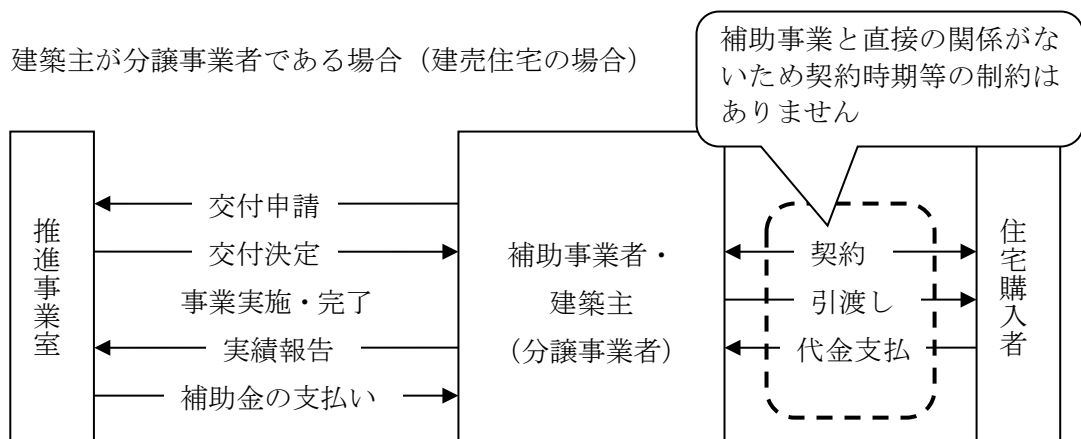 建築主が分譲事業者である場合（建売住宅の場合）
補助事業と直接の関係がな
いため契約時期等の制約は
ありません
推進事業室
交付申請
交付決定
事業実施・完了
実績報告
補助金の支払い
補助事業者・
建築主
（分譲事業者）
契約
引渡し
代金支払
住宅購入者